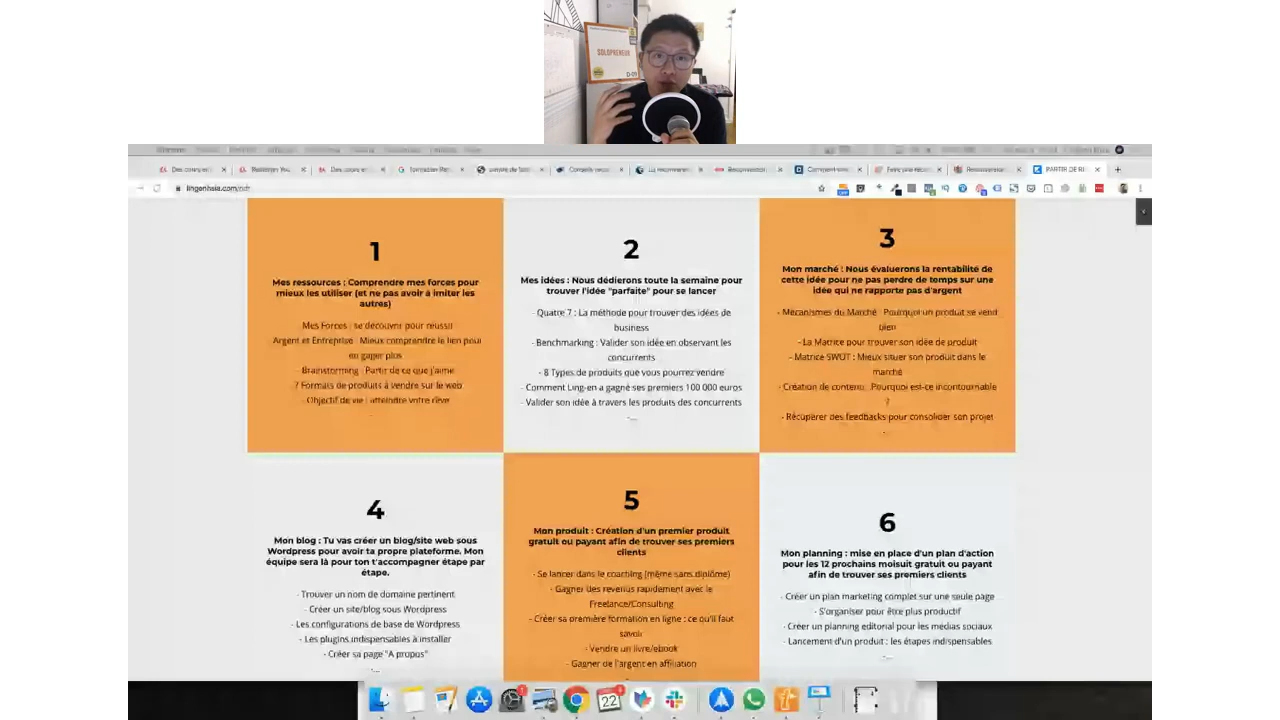 SOLOPRENEUR
Des cours en
Formation
Conseils
Comment
PARTIR DE RI
lingenhsia.com/pdr
1
Mes ressources : Comprendre mes forces pour
mieux les utiliser (et ne pas avoir à imiter les
autres)
- Mes Forces : se découvrir pour réussir
- Argent et Entreprise : Mieux comprendre le lien pour
en gagner plus
- Brainstorming : Partir de ce que j'aime
- 7 Formats de produits à vendre sur le web
- Objectif de vie : atteindre votre rêve
2
Mes idées : Nous dédierons toute la semaine pour
trouver l'idée "parfaite" pour se lancer
- Quatre 7 : La méthode pour trouver des idées de
business
- Benchmarking : Valider son idée en observant les
concurrents
- 8 Types de produits que vous pourrez vendre
- Comment Ling-en a gagné ses premiers 100 000 euros
- Valider son idée à travers les produits des concurrents
-...
3
Mon marché : Nous évaluerons la rentabilité de
cette idée pour ne pas perdre de temps sur une
idée qui ne rapporte pas d'argent
- Mécanismes du Marché : Pourquoi un produit se vend
bien
- La Matrice pour trouver son idée de produit
- Matrice SWOT : Mieux situer son produit dans le
marché
- Création de contenu : Pourquoi est-ce incontournable
?
- Récupérer des feedbacks pour consolider son projet
4
Mon blog : Tu vas créer un blog/site web sous
Wordpress pour avoir ta propre plateforme. Mon
équipe sera là pour ton t'accompagner étape par
étape.
- Trouver un nom de domaine pertinent
- Créer un site/blog sous Wordpress
- Les configurations de base de Wordpress
- Les plugins indispensables à installer
- Créer sa page "A propos"
-...
5
Mon produit : Création d'un premier produit
gratuit ou payant afin de trouver ses premiers
clients
- Se lancer dans le coaching (même sans diplôme)
- Gagner des revenus rapidement avec le
Freelance/Consulting
- Créer sa première formation en ligne : ce qu'il faut
savoir
- Vendre un livre/ebook
- Gagner de l'argent en affiliation
6
Mon planning : mise en place d'un plan d'action
pour les 12 prochains moisuit gratuit ou payant
afin de trouver ses premiers clients
- Créer un plan marketing complet sur une seule page
- S'organiser pour être plus productif
- Créer un planning editorial pour les médias sociaux
- Lancement d'un produit : les étapes indispensables
-...
22